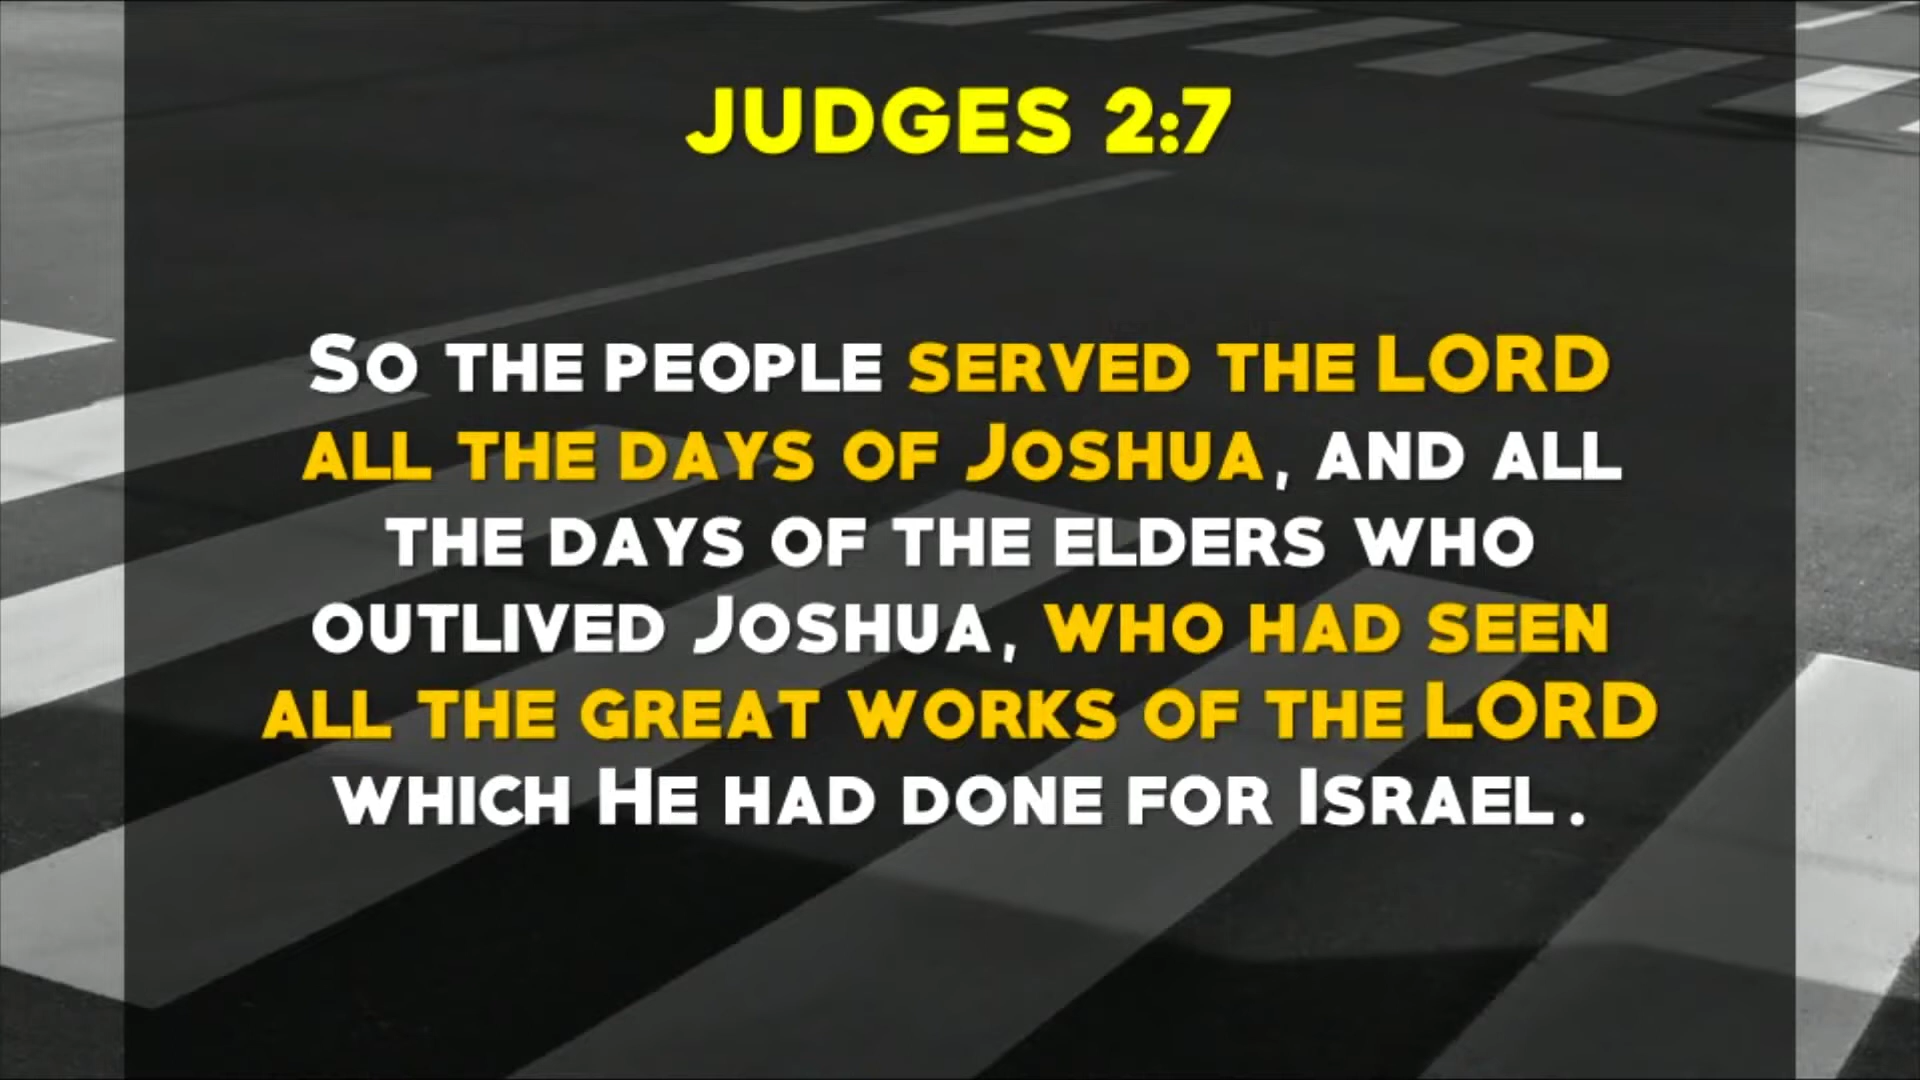 JUDGES 2:7
So the people served the LORD
all the days of Joshua, and all
the days of the elders who
outlived Joshua, who had seen
all the great works of the LORD
which He had done for Israel.